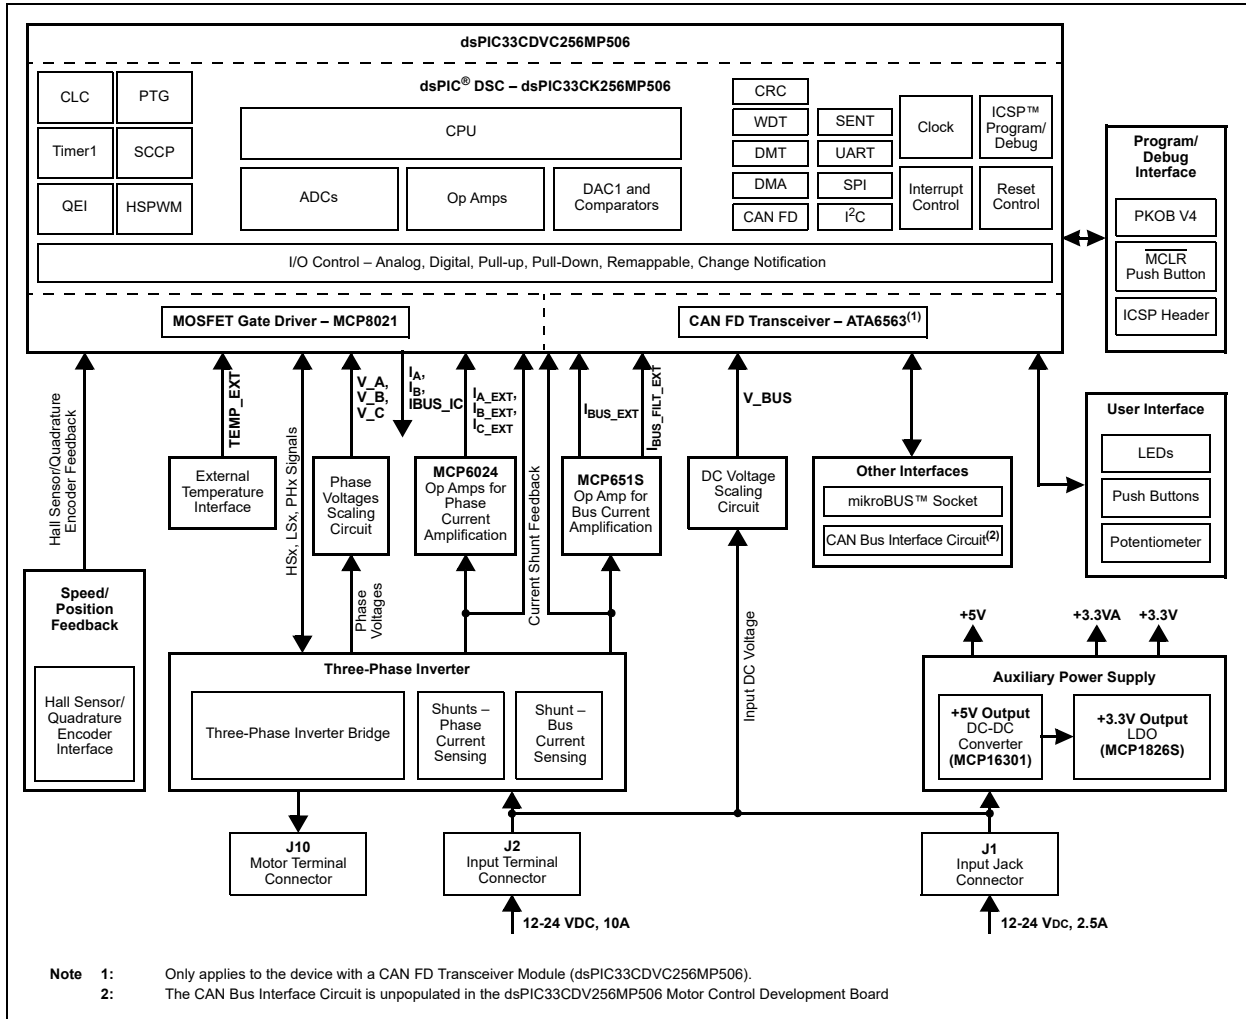 dsPIC33CDVC256MP506
dsPIC® DSC – dsPIC33CK256MP506
CLC
PTG
Timer1
SCCP
QEI
HSPWM
CPU
ADCs
Op Amps
DAC1 and
Comparators
CRC
WDT
DMT
DMA
CAN FD
SENT
UART
SPI
I²C
Clock
ICSP™
Program/
Debug
Interrupt
Control
Reset
Control
I/O Control – Analog, Digital, Pull-up, Pull-Down, Remappable, Change Notification
MOSFET Gate Driver – MCP8021
CAN FD Transceiver – ATA6563(1)
Program/
Debug
Interface
PKOB V4
MCLR
Push Button
ICSP Header
Hall Sensor/Quadrature
Encoder Feedback
TEMP_EXT
HSx, LSx, PHx Signals
V_A,
V_B,
V_C
IA,
IB,
IBUS_IC
IA_EXT,
IB_EXT,
IC_EXT
Current Shunt Feedback
IBUS_EXT
IBUS_FILT_EXT
V_BUS
External
Temperature
Interface
Phase
Voltages
Scaling
Circuit
MCP6024
Op Amps for
Phase
Current
Amplification
MCP651S
Op Amp for
Bus Current
Amplification
DC Voltage
Scaling
Circuit
Other Interfaces
mikroBUS™ Socket
CAN Bus Interface Circuit(2)
User Interface
LEDs
Push Buttons
Potentiometer
Speed/
Position
Feedback
Hall Sensor/
Quadrature
Encoder
Interface
Phase
Voltages
Input DC Voltage
Three-Phase Inverter
Three-Phase Inverter Bridge
Shunts –
Phase
Current
Sensing
Shunt –
Bus
Current
Sensing
+5V
+3.3VA
+3.3V
Auxiliary Power Supply
+5V Output
DC-DC
Converter
(MCP16301)
+3.3V Output
LDO
(MCP1826S)
J10
Motor Terminal
Connector
J2
Input Terminal
Connector
J1
Input Jack
Connector
12-24 VDC, 10A
12-24 VDC, 2.5A
Note 1: Only applies to the device with a CAN FD Transceiver Module (dsPIC33CDVC256MP506).
2: The CAN Bus Interface Circuit is unpopulated in the dsPIC33CDV256MP506 Motor Control Development Board